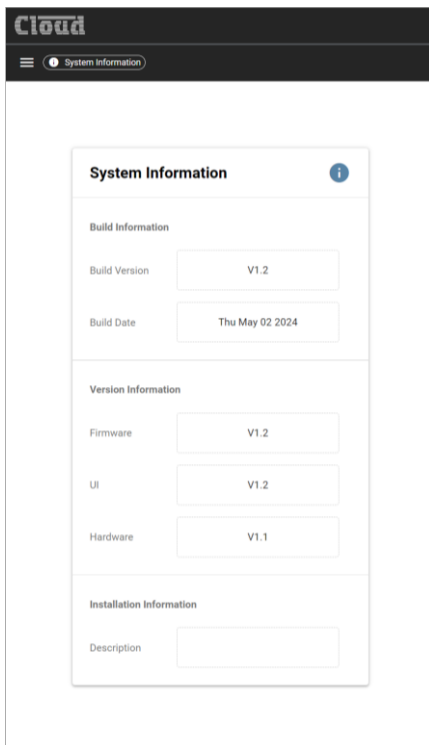 Cloud
System Information
System Information
Build Information
Build Version V1.2
Build Date Thu May 02 2024
Version Information
Firmware V1.2
UI V1.2
Hardware V1.1
Installation Information
Description